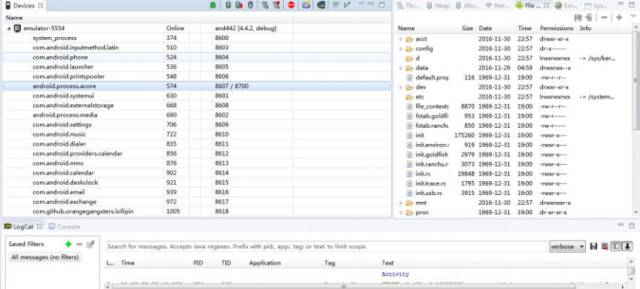 Devices
Name
emulator-5554 Online and442 [4.4.2, debug]
system_process 374 8600
com.android.inputmethod.latin 510 8603
com.android.phone 524 8604
com.android.launcher 536 8605
com.android.printspooler 548 8606
android.process.acore 574 8607 / 8700
com.android.systemui 630 8601
com.android.externalstorage 668 8608
android.process.media 690 8602
com.android.settings 706 8609
com.android.music 722 8610
com.android.dialer 835 8611
com.android.providers.calendar 856 8612
com.android.mms 876 8613
com.android.calendar 902 8614
com.android.deskclock 921 8615
com.android.email 939 8616
com.android.exchange 972 8617
com.github.orangegangsters.lollipin 1005 8618
Th... Heap Alloc... Net... File ... Emu... Syste...
Name Size Date Time Permissions Info
acct 2016-11-30 22:57 drwxr-xr-x
config 2016-11-30 22:57 dr-x------
d 2016-11-30 22:57 lrwxrwxrwx -> /sys/ker...
data 2016-11-29 04:59 drwxrwx--x
default.prop 116 1969-12-31 19:00 -rw-r--r--
dev 2016-11-30 22:57 drwxr-xr-x
etc 2016-11-30 22:57 lrwxrwxrwx -> /system...
file_contexts 8870 1969-12-31 19:00 -rw-r--r--
fstab.goldfis 953 1969-12-31 19:00 -rw-r-----
fstab.ranchu 850 1969-12-31 19:00 -rw-r-----
init 175260 1969-12-31 19:00 -rwxr-x---
init.environ.r 919 1969-12-31 19:00 -rwxr-x---
init.goldfish 2979 1969-12-31 19:00 -rwxr-x---
init.ranchu.r 3073 1969-12-31 19:00 -rwxr-x---
init.rc 19848 1969-12-31 19:00 -rwxr-x---
init.trace.rc 1795 1969-12-31 19:00 -rwxr-x---
init.usb.rc 3915 1969-12-31 19:00 -rwxr-x---
mnt 2016-11-30 22:57 drwxrwxr-x
proc 1969-12-31 19:00 dr-xr-xr-x
LogCat Console
Saved Filters
All messages (no filters)
Search for messages. Accepts Java regexes. Prefix with pid:, app:, tag: or text: to limit scope.
verbose
L... Time PID TID Application Tag Text
Activity